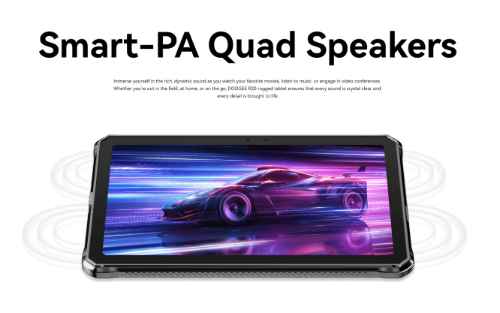 Smart-PA Quad Speakers
Immerse yourself in the rich, dynamic sound as you watch your favorite movies, listen to music, or engage in video conferences.
Whether you're out in the field, at home, or on the go, DOOGEE R20 rugged tablet ensures that every sound is crystal clear and
every detail is brought to life.